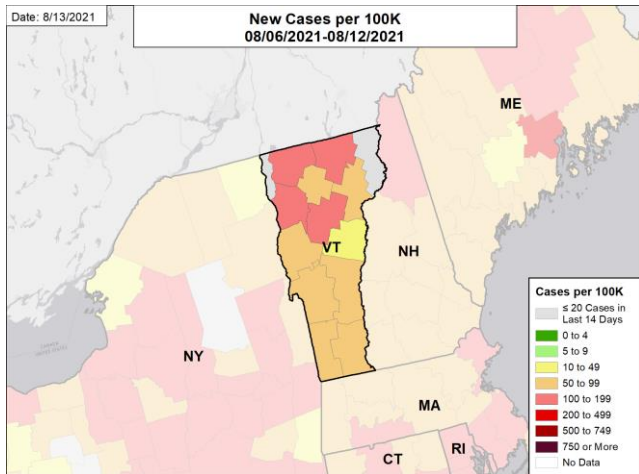 Date: 8/13/2021
New Cases per 100K
08/06/2021-08/12/2021
ME
VT
NH
NY
MA
CT
RI
Cases per 100K
≤ 20 Cases in
Last 14 Days
0 to 4
5 to 9
10 to 49
50 to 99
100 to 199
200 to 499
500 to 749
750 or More
No Data